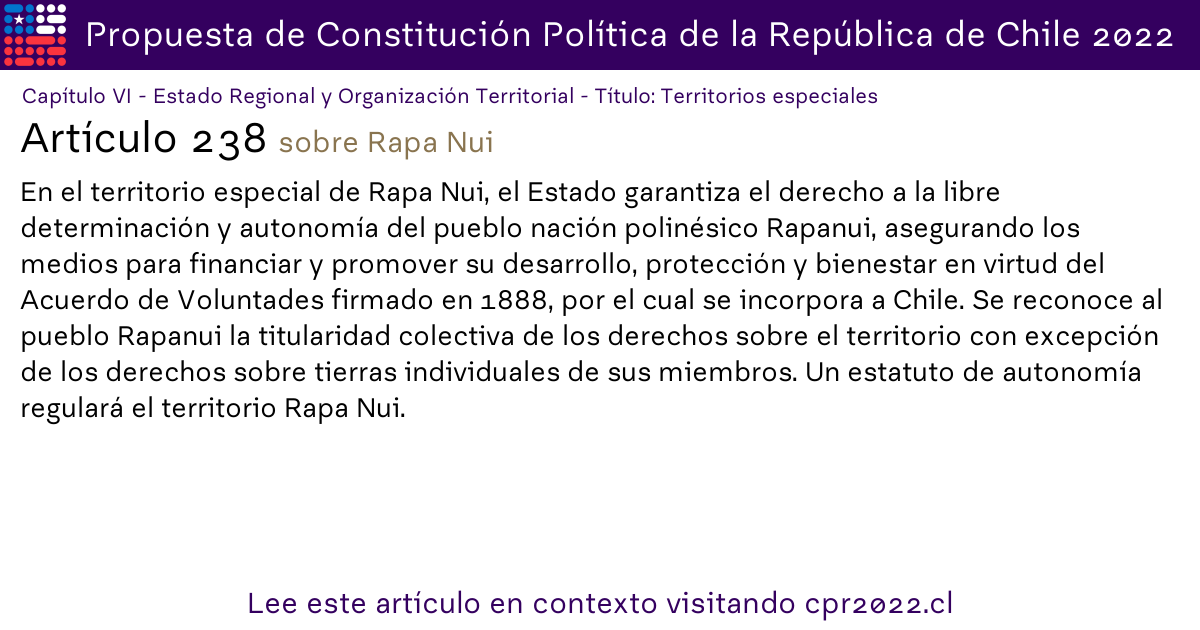 Propuesta de Constitución Política de la República de Chile 2022
Capítulo VI - Estado Regional y Organización Territorial - Título: Territorios especiales
Artículo 238 sobre Rapa Nui
En el territorio especial de Rapa Nui, el Estado garantiza el derecho a la libre
determinación y autonomía del pueblo nación polinésico Rapanui, asegurando los
medios para financiar y promover su desarrollo, protección y bienestar en virtud del
Acuerdo de Voluntades firmado en 1888, por el cual se incorpora a Chile. Se reconoce al
pueblo Rapanui la titularidad colectiva de los derechos sobre el territorio con excepción
de los derechos sobre tierras individuales de sus miembros. Un estatuto de autonomía
regulará el territorio Rapa Nui.
Lee este artículo en contexto visitando cpr2022.cl